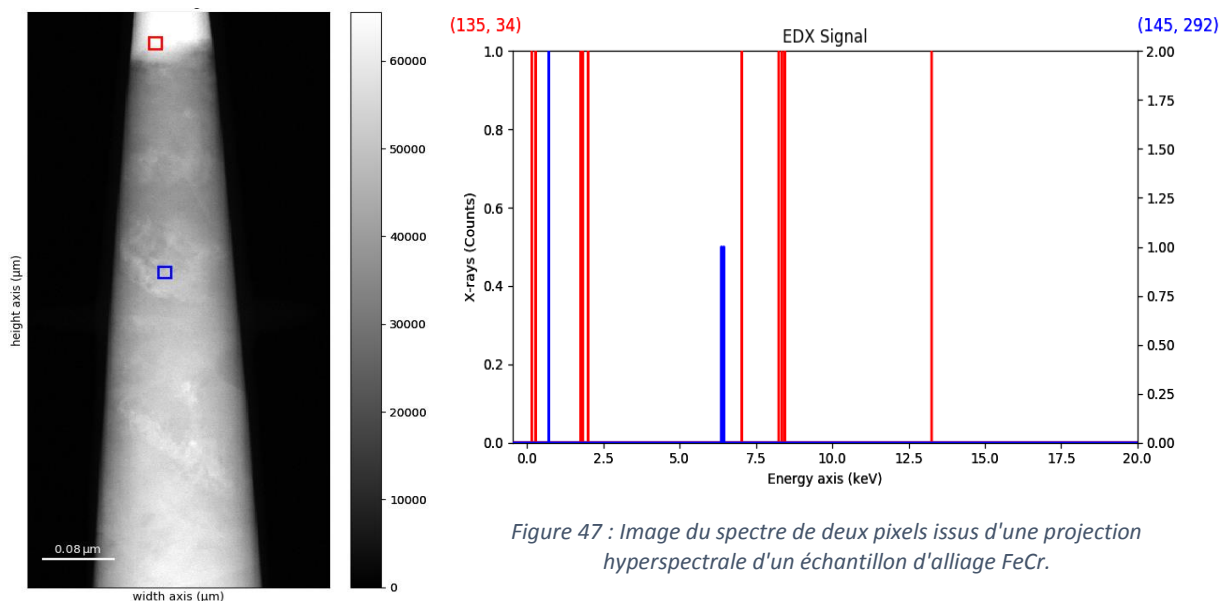 60000
50000
40000
30000
20000
10000
0
height axis (µm)
0.08 µm
width axis (µm)
(135, 34)
(145, 292)
EDX Signal
1.0
0.8
0.6
0.4
0.2
0.0
X-rays (Counts)
2.00
1.75
1.50
1.25
1.00
0.75
0.50
0.25
0.00
0.0 2.5 5.0 7.5 10.0 12.5 15.0 17.5 20.0
Energy axis (keV)
Figure 47 : Image du spectre de deux pixels issus d'une projection
hyperspectrale d'un échantillon d'alliage FeCr.